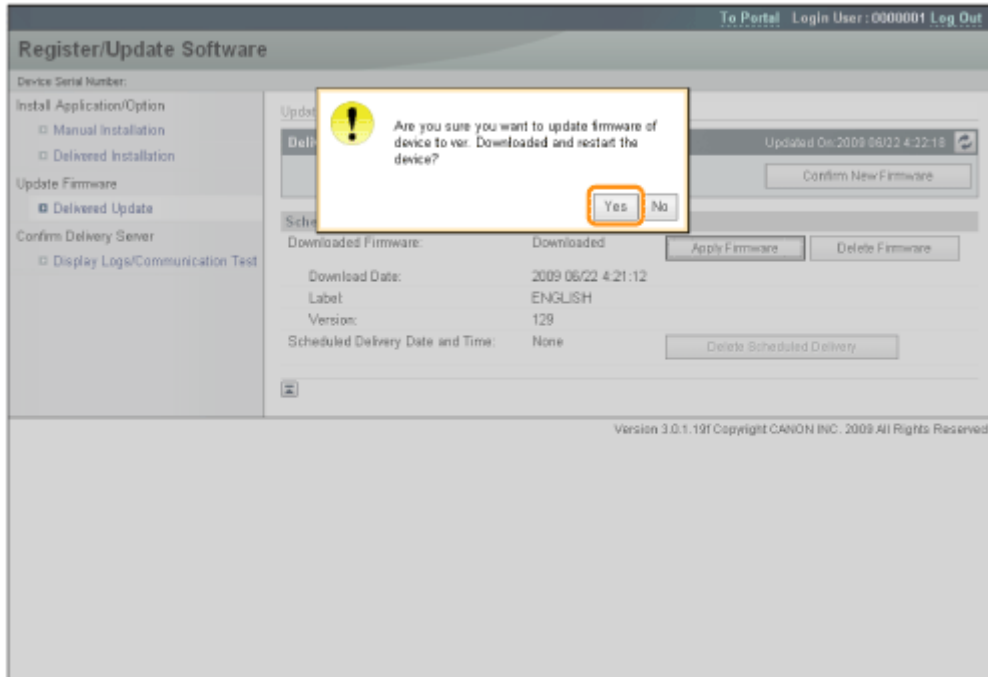 To Portal Login User : 0000001 Log Out
Register/Update Software
Device Serial Number:
Install Application/Option
Manual Installation
Delivered Installation
Update Firmware
Delivered Update
Confirm Delivery Server
Display Logs/Communication Test
Updat
Deli
Updated On:2009 06/22 4:22:18
Confirm New Firmware
Are you sure you want to update firmware of
device to ver. Downloaded and restart the
device?
Yes No
Sche
Downloaded Firmware: Downloaded Apply Firmware Delete Firmware
Download Date: 2009 06/22 4:21:12
Label: ENGLISH
Version: 129
Scheduled Delivery Date and Time: None Delete Scheduled Delivery
Version 3.0.1.19f Copyright CANON INC. 2009 All Rights Reserved